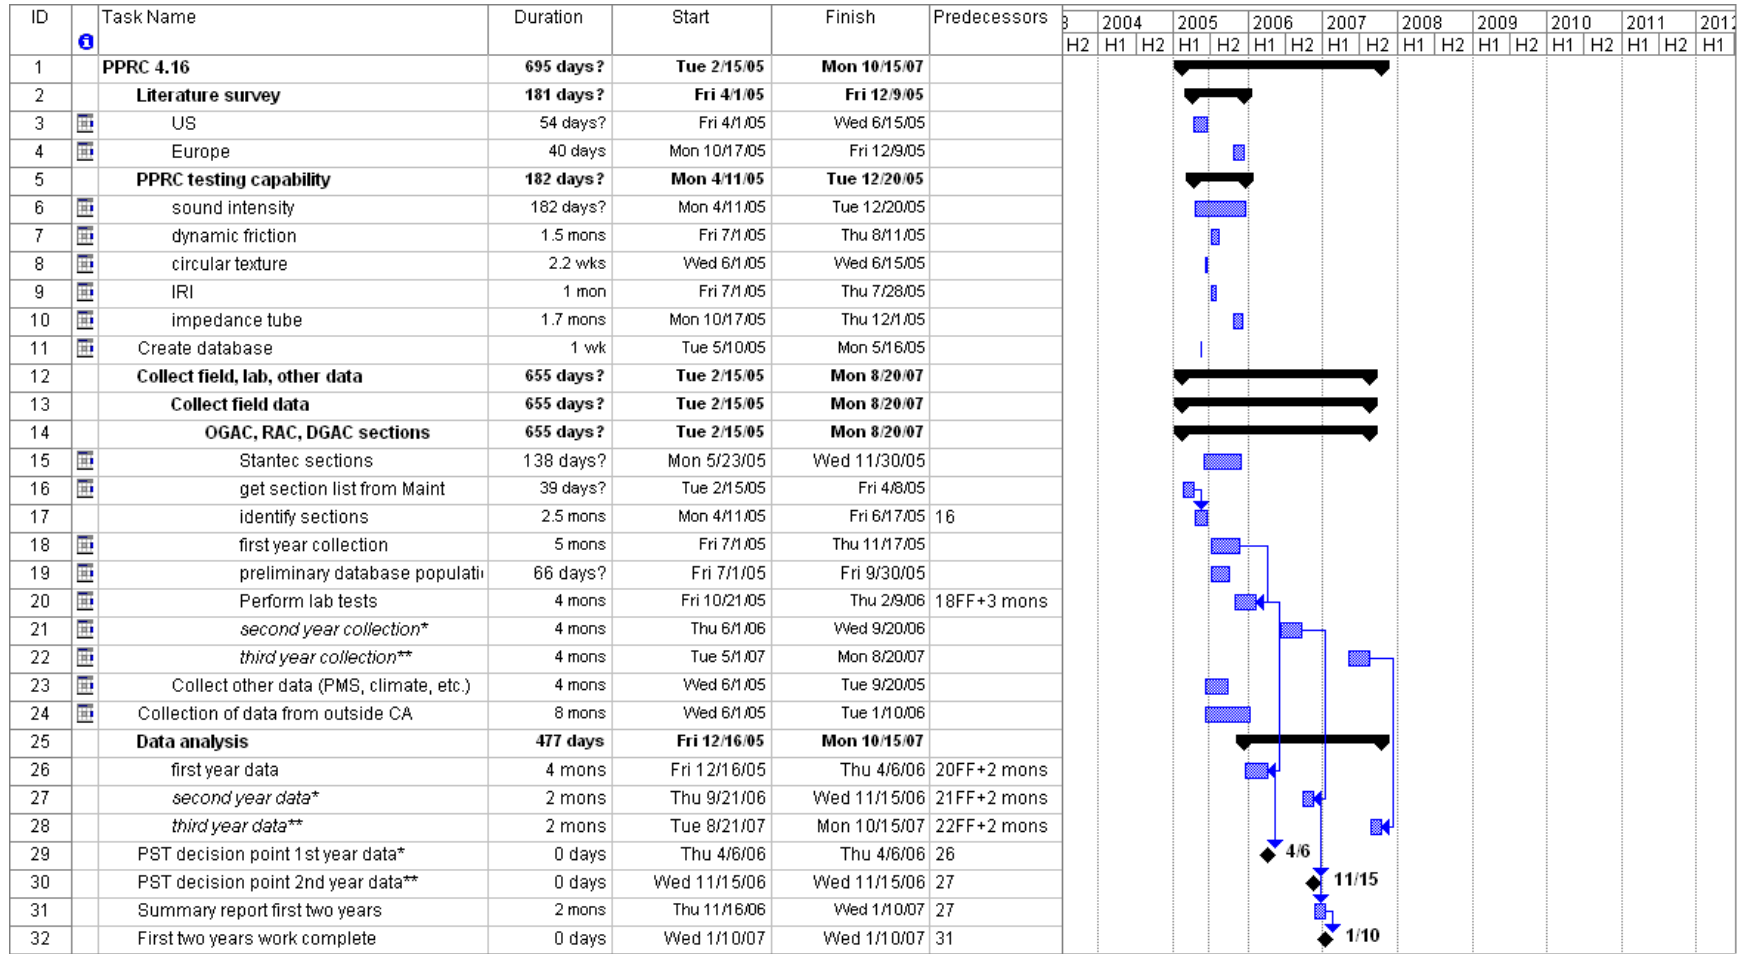 ID Task Name Duration Start Finish Predecessors 3 2004 2005 2006 2007 2008 2009 2010 2011 201
H2 H1 H2 H1 H2 H1 H2 H1 H2 H1 H2 H1 H2 H1 H2 H1 H2 H1
1 PPRC 4.16 695 days? Tue 2/15/05 Mon 10/15/07
2 Literature survey 181 days? Fri 4/1/05 Fri 12/9/05
3 US 54 days? Fri 4/1/05 Wed 6/15/05
4 Europe 40 days Mon 10/17/05 Fri 12/9/05
5 PPRC testing capability 182 days? Mon 4/11/05 Tue 12/20/05
6 sound intensity 182 days? Mon 4/11/05 Tue 12/20/05
7 dynamic friction 1.5 mons Fri 7/1/05 Thu 8/11/05
8 circular texture 2.2 wks Wed 6/1/05 Wed 6/15/05
9 IRI 1 mon Fri 7/1/05 Thu 7/28/05
10 impedance tube 1.7 mons Mon 10/17/05 Thu 12/1/05
11 Create database 1 wk Tue 5/10/05 Mon 5/16/05
12 Collect field, lab, other data 655 days? Tue 2/15/05 Mon 8/20/07
13 Collect field data 655 days? Tue 2/15/05 Mon 8/20/07
14 OGAC, RAC, DGAC sections 655 days? Tue 2/15/05 Mon 8/20/07
15 Stantec sections 138 days? Mon 5/23/05 Wed 11/30/05
16 get section list from Maint 39 days? Tue 2/15/05 Fri 4/8/05
17 identify sections 2.5 mons Mon 4/11/05 Fri 6/17/05 16
18 first year collection 5 mons Fri 7/1/05 Thu 11/17/05
19 preliminary database populati 66 days? Fri 7/1/05 Fri 9/30/05
20 Perform lab tests 4 mons Fri 10/21/05 Thu 2/9/06 18FF+3 mons
21 second year collection* 4 mons Thu 6/1/06 Wed 9/20/06
22 third year collection** 4 mons Tue 5/1/07 Mon 8/20/07
23 Collect other data (PMS, climate, etc.) 4 mons Wed 6/1/05 Tue 9/20/05
24 Collection of data from outside CA 8 mons Wed 6/1/05 Tue 1/10/06
25 Data analysis 477 days Fri 12/16/05 Mon 10/15/07
26 first year data 4 mons Fri 12/16/05 Thu 4/6/06 20FF+2 mons
27 second year data* 2 mons Thu 9/21/06 Wed 11/15/06 21FF+2 mons
28 third year data** 2 mons Tue 8/21/07 Mon 10/15/07 22FF+2 mons
29 PST decision point 1st year data* 0 days Thu 4/6/06 Thu 4/6/06 26 4/6
30 PST decision point 2nd year data** 0 days Wed 11/15/06 Wed 11/15/06 27 11/15
31 Summary report first two years 2 mons Thu 11/16/06 Wed 1/10/07 27
32 First two years work complete 0 days Wed 1/10/07 Wed 1/10/07 31 1/10